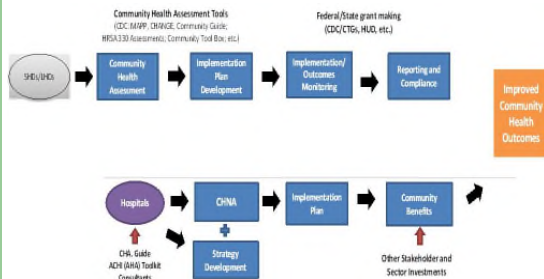 Community Health Assessment Tools
(CDC: MAPP, CHANGE, Community Guide;
HRSA 330 Assessments; Community Tool Box; etc.)
Federal/State grant making
(CDC/CTGs, HUD, etc.)
SHDs/LHDs
Community
Health
Assessment
Implementation
Plan
Development
Implementation/
Outcomes
Monitoring
Reporting and
Compliance
Improved
Community
Health
Outcomes
Hospitals
CHNA
Implementation
Plan
Community
Benefits
Strategy
Development
CHA, Guide
ACHI (AHA) Toolkit
Consultants
Other Stakeholder and
Sector Investments